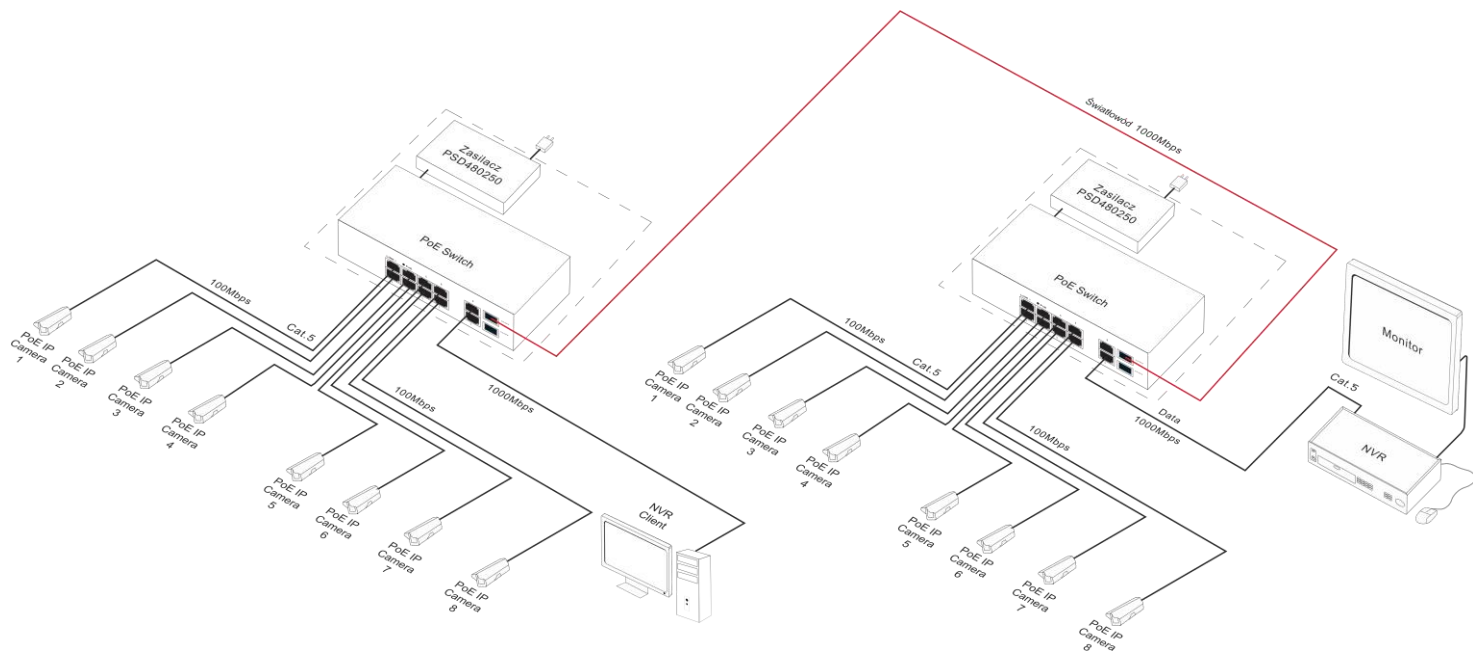 Światłowód 1000Mbps
Zasilacz
PSD480250
PoE Switch
100Mbps
Cat.5
PoE IP
Camera
1
PoE IP
Camera
2
PoE IP
Camera
3
PoE IP
Camera
4
PoE IP
Camera
5
PoE IP
Camera
6
PoE IP
Camera
7
PoE IP
Camera
8
100Mbps
1000Mbps
NVR
Client
Zasilacz
PSD480250
PoE Switch
100Mbps
Cat.5
PoE IP
Camera
1
PoE IP
Camera
2
PoE IP
Camera
3
PoE IP
Camera
4
PoE IP
Camera
5
PoE IP
Camera
6
PoE IP
Camera
7
PoE IP
Camera
8
100Mbps
Data
1000Mbps
Cat.5
Monitor
NVR